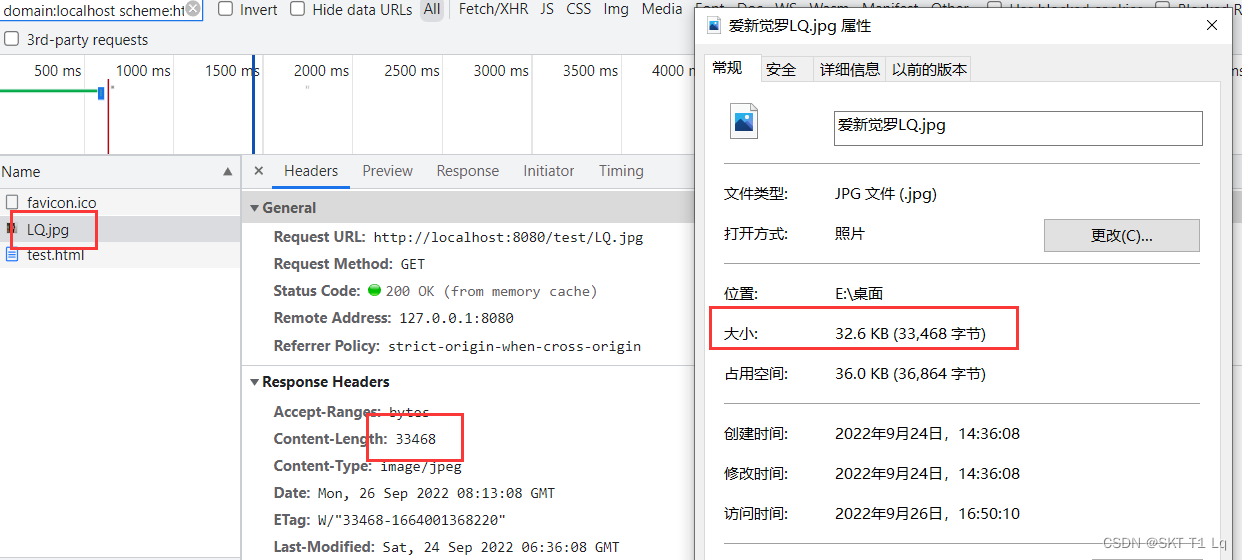 domain:localhost scheme:ht
Invert
Hide data URLs
All
Fetch/XHR
JS
CSS
Img
Media
Font
Doc
WS
Wasm
Manifest
Other
3rd-party requests
500 ms
1000 ms
1500 ms
2000 ms
2500 ms
3000 ms
3500 ms
Name
favicon.ico
LQ.jpg
test.html
Headers
Preview
Response
Initiator
Timing
General
Request URL: http://localhost:8080/test/LQ.jpg
Request Method: GET
Status Code: 200 OK (from memory cache)
Remote Address: 127.0.0.1:8080
Referrer Policy: strict-origin-when-cross-origin
Response Headers
Accept-Ranges: bytes
Content-Length: 33468
Content-Type: image/jpeg
Date: Mon, 26 Sep 2022 08:13:08 GMT
ETag: W/"33468-1664001368220"
Last-Modified: Sat, 24 Sep 2022 06:36:08 GMT
爱新觉罗LQ.jpg 属性
常规
安全
详细信息
以前的版本
爱新觉罗LQ.jpg
文件类型:
JPG 文件 (.jpg)
打开方式:
照片
更改(C)...
位置:
E:\桌面
大小:
32.6 KB (33,468 字节)
占用空间:
36.0 KB (36,864 字节)
创建时间:
2022年9月24日，14:36:08
修改时间:
2022年9月24日，14:36:08
访问时间:
2022年9月26日，16:50:10
CSDN @SKT T1 Lq